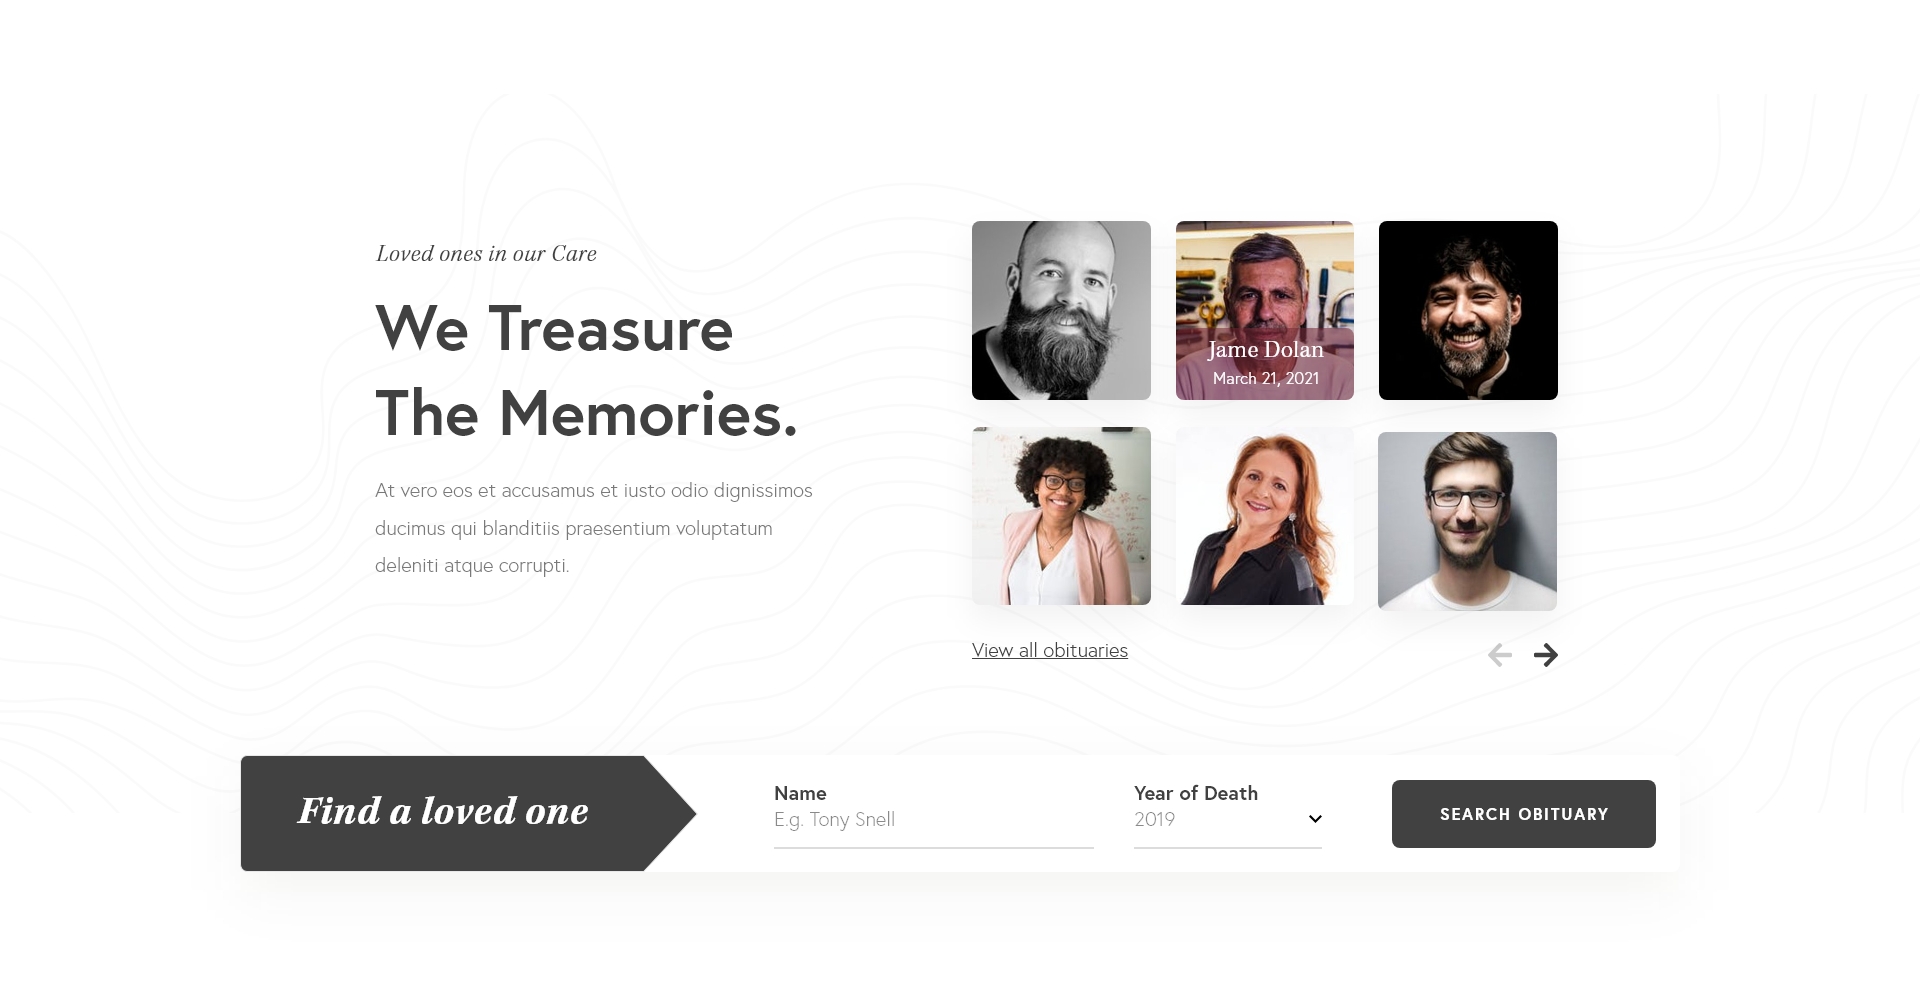 Loved ones in our Care
We Treasure
The Memories.
At vero eos et accusamus et iusto odio dignissimos
ducimus qui blanditiis praesentium voluptatum
deleniti atque corrupti.
Jame Dolan
March 21, 2021
View all obituaries
Find a loved one
Name
E.g. Tony Snell
Year of Death
2019
SEARCH OBITUARY